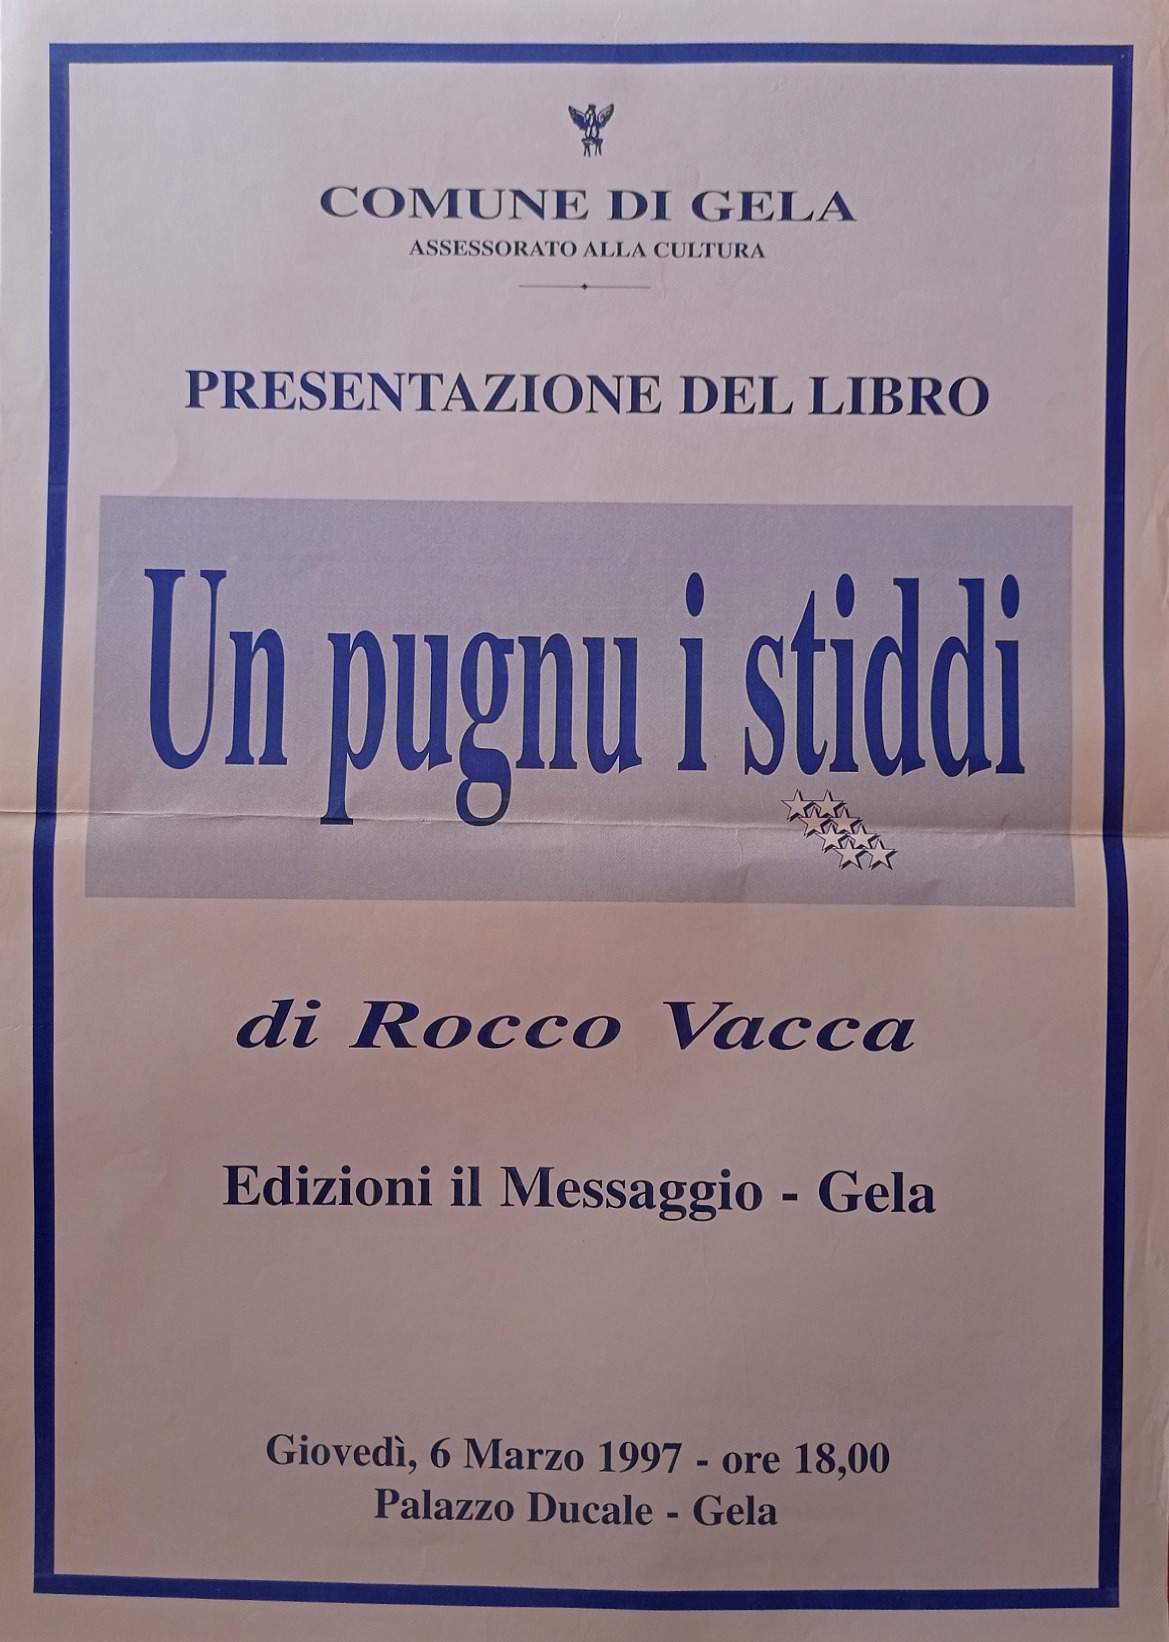 COMUNE DI GELA
ASSESSORATO ALLA CULTURA
PRESENTAZIONE DEL LIBRO
Un pugnu i stiddi
di Rocco Vacca
Edizioni il Messaggio - Gela
Giovedì, 6 Marzo 1997 - ore 18,00
Palazzo Ducale - Gela